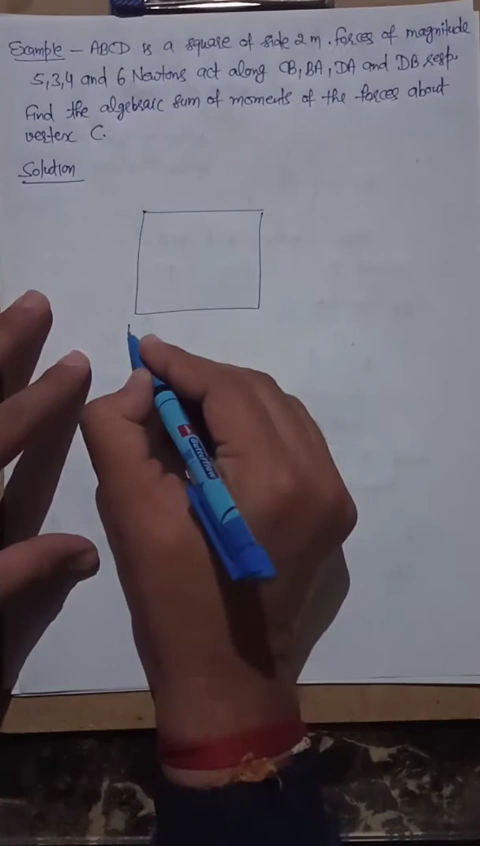 Example - ABCD is a square of side 2 m. forces of magnitude
5,3,4 and 6 Newtons act along CB, BA, DA and DB resp.
Find the algebraic sum of moments of the forces about
vertex C.
Solution